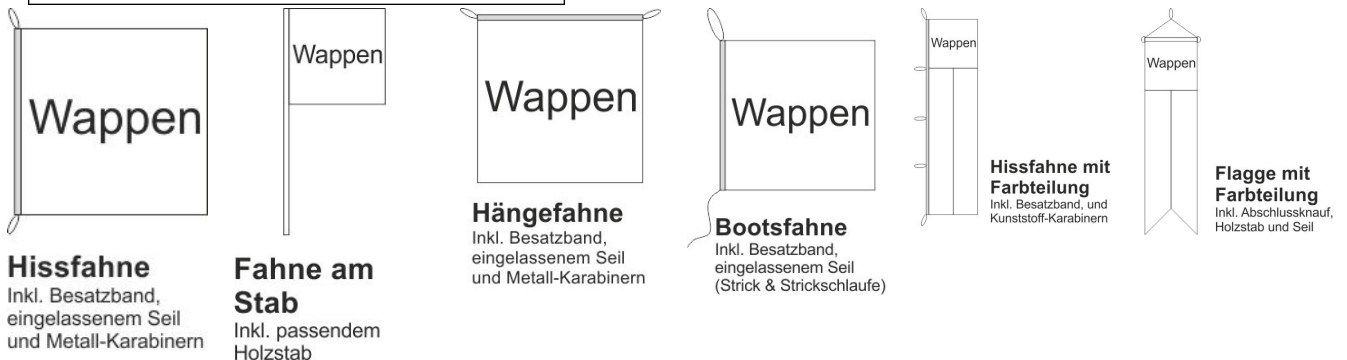 Wappen
Hissfahne
Inkl. Besatzband,
eingelassenem Seil
und Metall-Karabinern
Wappen
Fahne am
Stab
Inkl. passendem
Holzstab
Wappen
Hängefahne
Inkl. Besatzband,
eingelassenem Seil
und Metall-Karabinern
Wappen
Bootsfahne
Inkl. Besatzband,
eingelassenem Seil
(Strick & Strickschlaufe)
Wappen
Hissfahne mit
Farbteilung
Inkl. Besatzband, und
Kunststoff-Karabinern
Wappen
Flagge mit
Farbteilung
Inkl. Abschlussknauf,
Holzstab und Seil